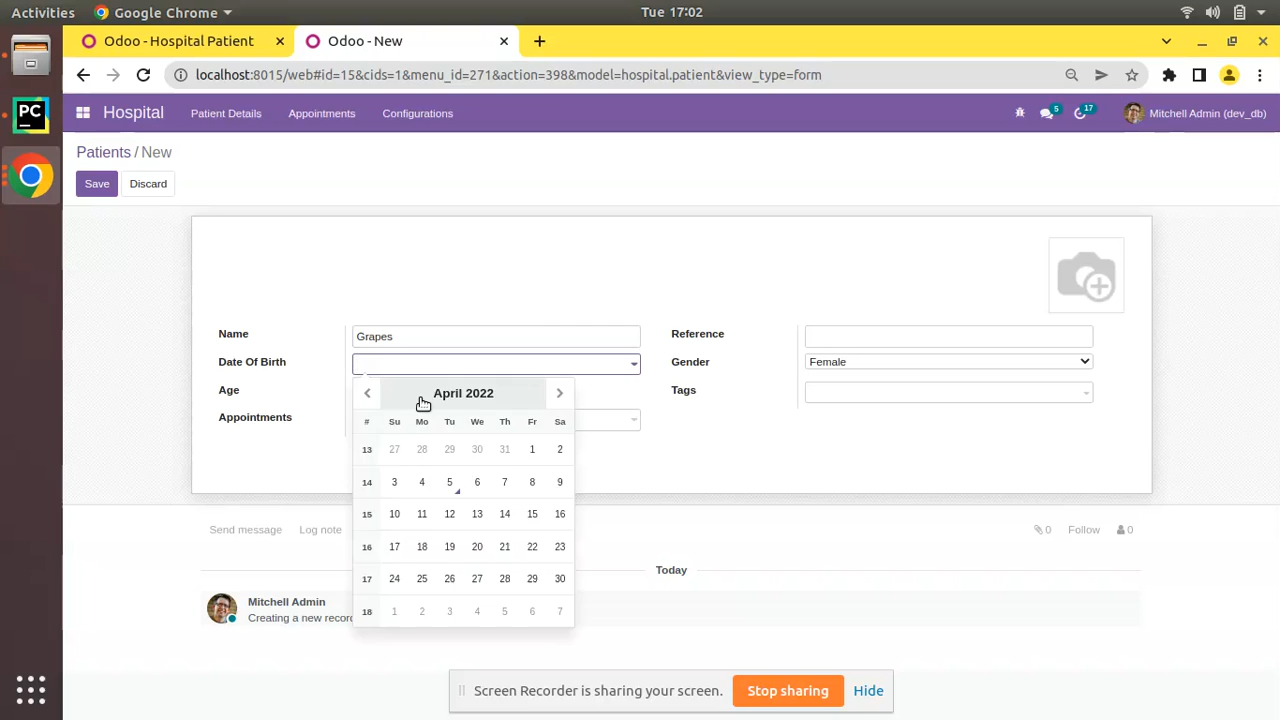 Activities Google Chrome Tue 17:02
Odoo - Hospital Patient Odoo - New
localhost:8015/web#id=15&cids=1&menu_id=271&action=398&model=hospital.patient&view_type=form
Hospital Patient Details Appointments Configurations 5 17 Mitchell Admin (dev_db)
Patients / New
Save Discard
Name Grapes Reference
Date Of Birth Gender Female
Age Tags
Appointments
April 2022
# Su Mo Tu We Th Fr Sa
13 27 28 29 30 31 1 2
14 3 4 5 6 7 8 9
15 10 11 12 13 14 15 16
16 17 18 19 20 21 22 23
17 24 25 26 27 28 29 30
18 1 2 3 4 5 6 7
Send message Log note 0 Follow 0
Today
Mitchell Admin
Creating a new recor
Screen Recorder is sharing your screen. Stop sharing Hide
PC